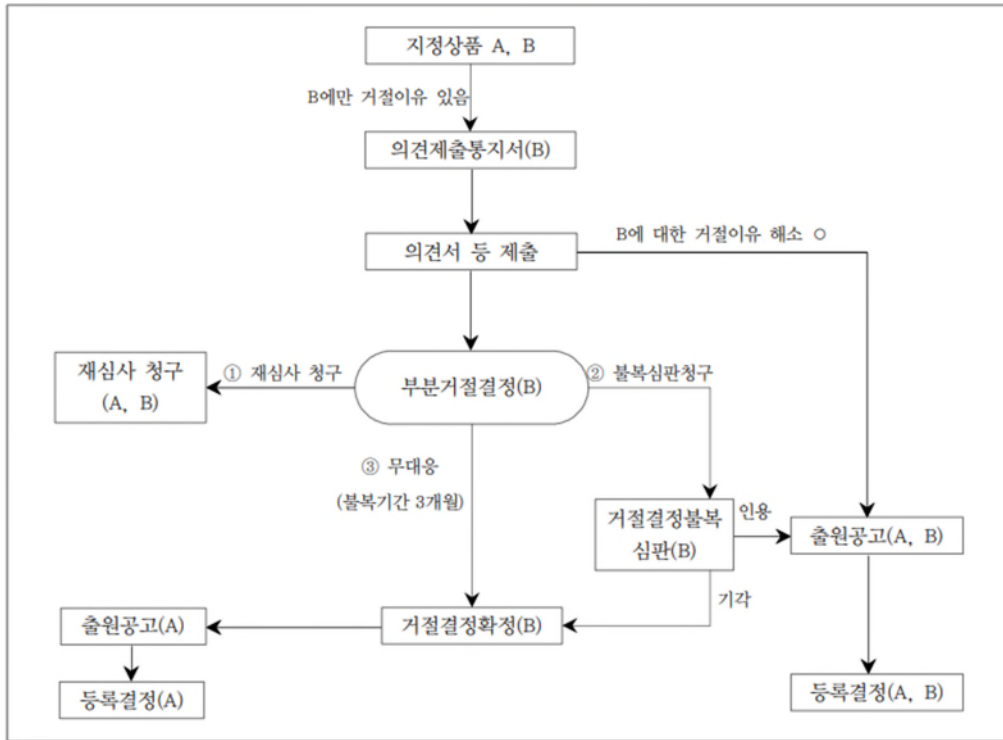 지정상품 A, B
B에만 거절이유 있음
의견제출통지서(B)
의견서 등 제출
B에 대한 거절이유 해소 ○
재심사 청구
(A, B)
① 재심사 청구
부분거절결정(B)
② 불복심판청구
③ 무대응
(불복기간 3개월)
거절결정불복
심판(B)
인용
출원공고(A, B)
기각
출원공고(A)
거절결정확정(B)
등록결정(A)
등록결정(A, B)